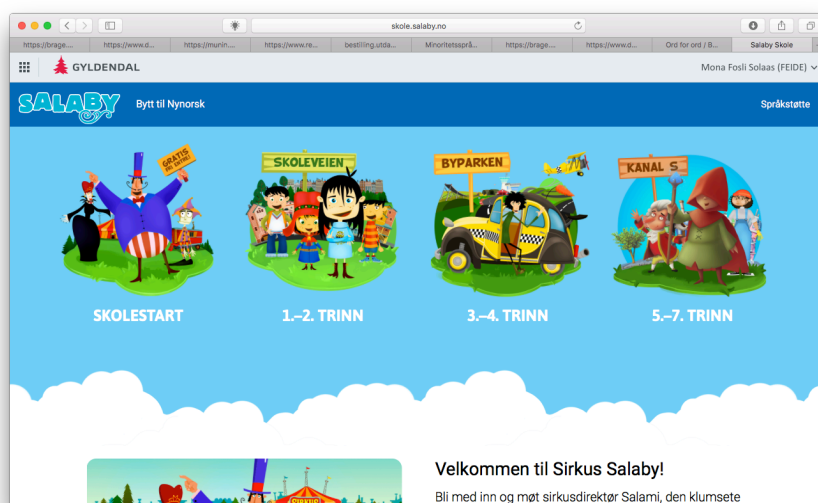 skole.salaby.no
https://brage.... https://www.d... https://munin.... https://www.re... bestilling.utda... Minoritetssprå... https://brage.... https://www.d... Ord for ord / B... Salaby Skole
GYLDENDAL Mona Fosli Solaas (FEIDE)
SALABY Bytt til Nynorsk Språkstøtte
GRATIS INNGANG!
SKOLEVEIEN
BYPARKEN
KANAL S
SKOLESTART 1.–2. TRINN 3.–4. TRINN 5.–7. TRINN
SIRKUS
Velkommen til Sirkus Salaby!
Bli med inn og møt sirkusdirektør Salami, den klumsete